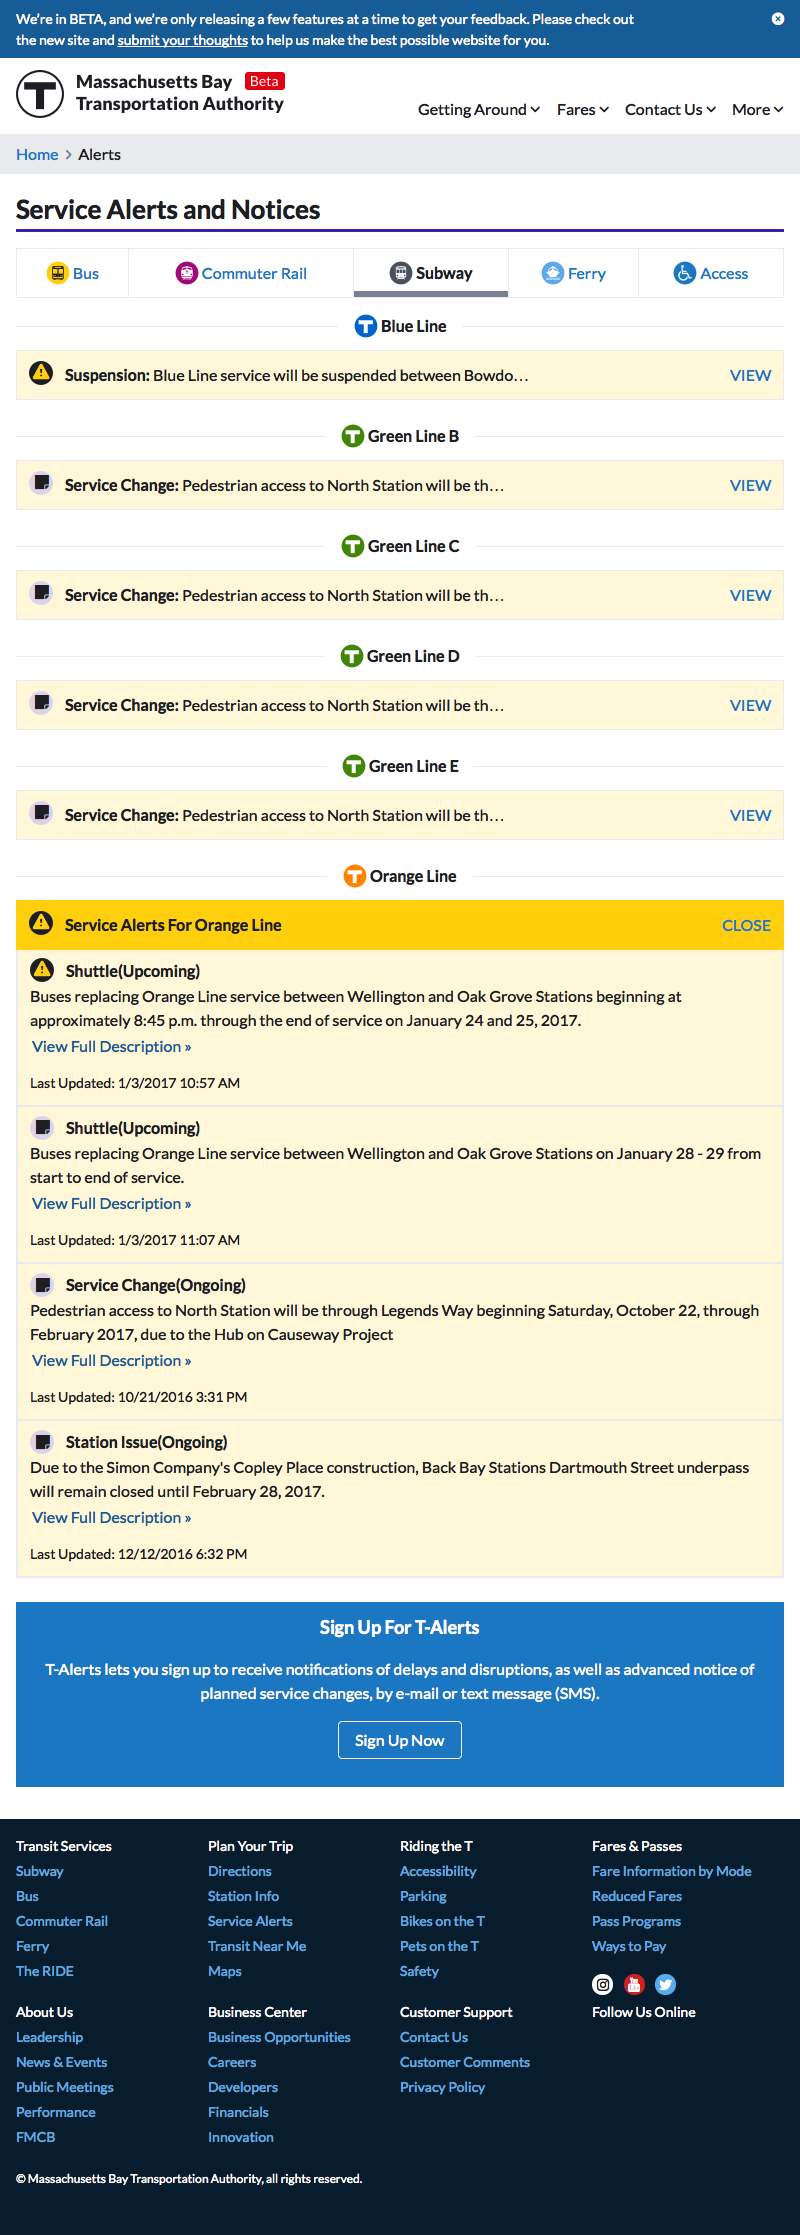 We're in BETA, and we're only releasing a few features at a time to get your feedback. Please check out
the new site and submit your thoughts to help us make the best possible website for you.
Massachusetts Bay Beta
Transportation Authority
Getting Around Fares Contact Us More
Home > Alerts
Service Alerts and Notices
Bus Commuter Rail Subway Ferry Access
T Blue Line
Suspension: Blue Line service will be suspended between Bowdo… VIEW
T Green Line B
Service Change: Pedestrian access to North Station will be th… VIEW
T Green Line C
Service Change: Pedestrian access to North Station will be th… VIEW
T Green Line D
Service Change: Pedestrian access to North Station will be th… VIEW
T Green Line E
Service Change: Pedestrian access to North Station will be th… VIEW
T Orange Line
Service Alerts For Orange Line CLOSE
Shuttle(Upcoming)
Buses replacing Orange Line service between Wellington and Oak Grove Stations beginning at
approximately 8:45 p.m. through the end of service on January 24 and 25, 2017.
View Full Description »
Last Updated: 1/3/2017 10:57 AM
Shuttle(Upcoming)
Buses replacing Orange Line service between Wellington and Oak Grove Stations on January 28 - 29 from
start to end of service.
View Full Description »
Last Updated: 1/3/2017 11:07 AM
Service Change(Ongoing)
Pedestrian access to North Station will be through Legends Way beginning Saturday, October 22, through
February 2017, due to the Hub on Causeway Project
View Full Description »
Last Updated: 10/21/2016 3:31 PM
Station Issue(Ongoing)
Due to the Simon Company's Copley Place construction, Back Bay Stations Dartmouth Street underpass
will remain closed until February 28, 2017.
View Full Description »
Last Updated: 12/12/2016 6:32 PM
Sign Up For T-Alerts
T-Alerts lets you sign up to receive notifications of delays and disruptions, as well as advanced notice of
planned service changes, by e-mail or text message (SMS).
Sign Up Now
Transit Services
Subway
Bus
Commuter Rail
Ferry
The RIDE
Plan Your Trip
Directions
Station Info
Service Alerts
Transit Near Me
Maps
Riding the T
Accessibility
Parking
Bikes on the T
Pets on the T
Safety
Fares & Passes
Fare Information by Mode
Reduced Fares
Pass Programs
Ways to Pay
Follow Us Online
About Us
Leadership
News & Events
Public Meetings
Performance
FMCB
Business Center
Business Opportunities
Careers
Developers
Financials
Innovation
Customer Support
Contact Us
Customer Comments
Privacy Policy
© Massachusetts Bay Transportation Authority, all rights reserved.